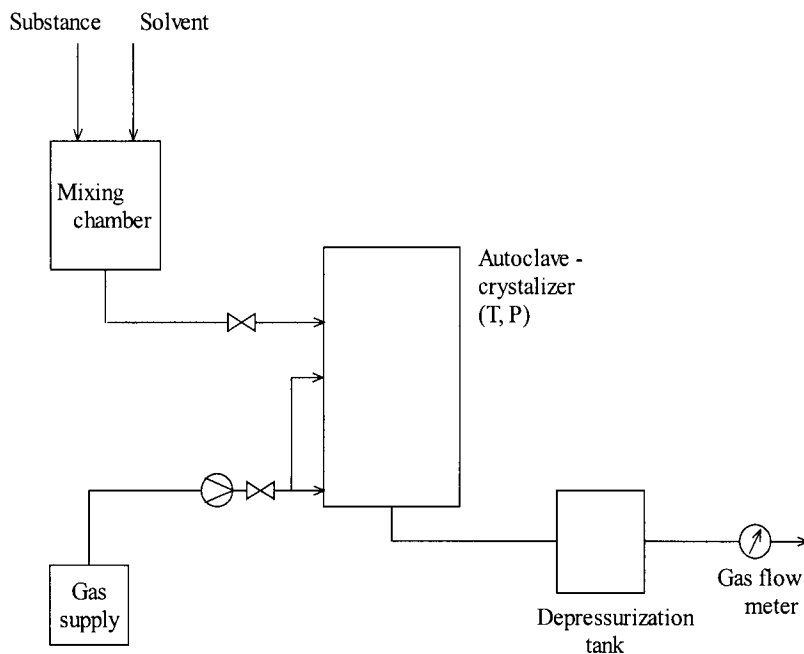 Substance
Solvent
Mixing
chamber
Autoclave -
crystalizer
(T, P)
Gas
supply
Depressurization
tank
Gas flow
meter